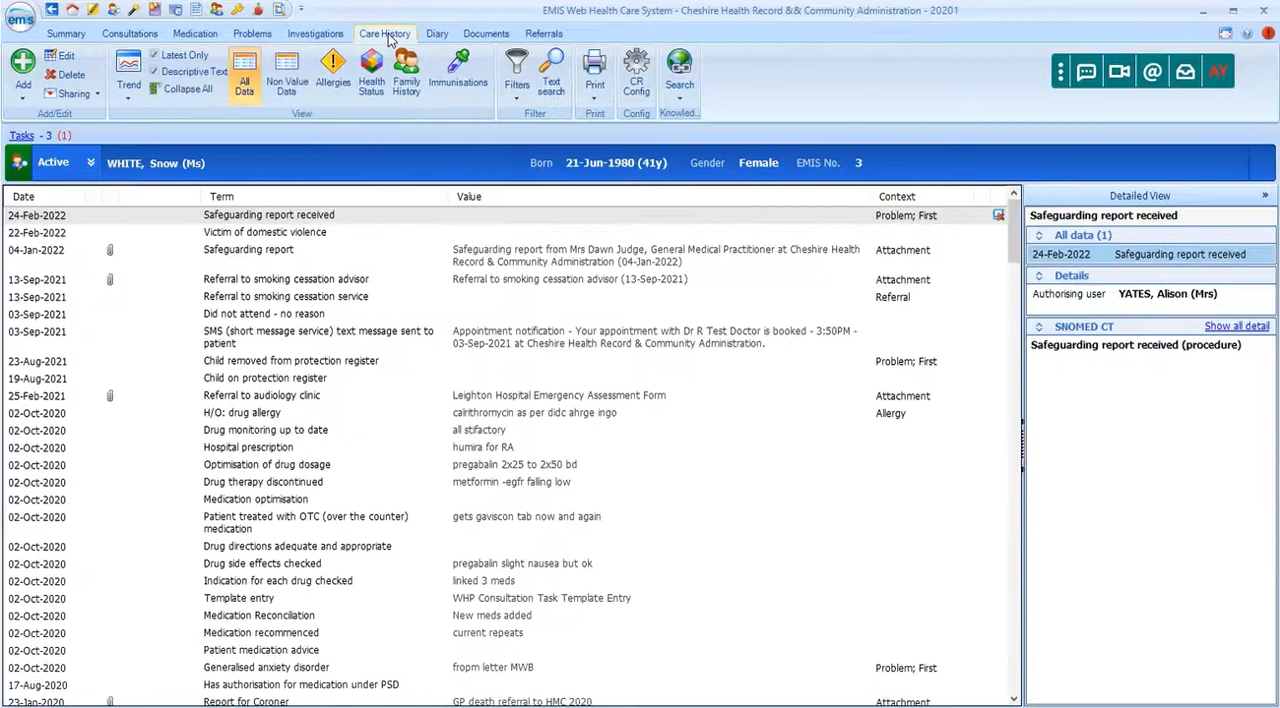 EMIS Web Health Care System - Cheshire Health Record && Community Administration - 20201
emis
Summary Consultations Medication Problems Investigations Care History Diary Documents Referrals
Add
Edit
Delete
Sharing
Add/Edit
Trend
Latest Only
Descriptive Text
Collapse All
All Data
Non Value Data
Allergies
Health Status
Family History
Immunisations
View
Filters
Text search
Filter
Print
Print
CR Config
Config
Search
Knowled...
AY
Tasks - 3 (1)
Active WHITE, Snow (Ms) Born 21-Jun-1980 (41y) Gender Female EMIS No. 3
Date Term Value Context
24-Feb-2022 Safeguarding report received Problem; First
22-Feb-2022 Victim of domestic violence
04-Jan-2022 Safeguarding report Safeguarding report from Mrs Dawn Judge, General Medical Practitioner at Cheshire Health Attachment
Record & Community Administration (04-Jan-2022)
13-Sep-2021 Referral to smoking cessation advisor Referral to smoking cessation advisor (13-Sep-2021) Attachment
13-Sep-2021 Referral to smoking cessation service Referral
03-Sep-2021 Did not attend - no reason
03-Sep-2021 SMS (short message service) text message sent to Appointment notification - Your appointment with Dr R Test Doctor is booked - 3:50PM -
patient 03-Sep-2021 at Cheshire Health Record & Community Administration.
23-Aug-2021 Child removed from protection register Problem; First
19-Aug-2021 Child on protection register
25-Feb-2021 Referral to audiology clinic Leighton Hospital Emergency Assessment Form Attachment
02-Oct-2020 H/O: drug allergy calrithromycin as per didc ahrge ingo Allergy
02-Oct-2020 Drug monitoring up to date all stifactory
02-Oct-2020 Hospital prescription humira for RA
02-Oct-2020 Optimisation of drug dosage pregabalin 2x25 to 2x50 bd
02-Oct-2020 Drug therapy discontinued metformin -egfr falling low
02-Oct-2020 Medication optimisation
02-Oct-2020 Patient treated with OTC (over the counter) gets gaviscon tab now and again
medication
02-Oct-2020 Drug directions adequate and appropriate
02-Oct-2020 Drug side effects checked pregabalin slight nausea but ok
02-Oct-2020 Indication for each drug checked linked 3 meds
02-Oct-2020 Template entry WHP Consultation Task Template Entry
02-Oct-2020 Medication Reconciliation New meds added
02-Oct-2020 Medication recommenced current repeats
02-Oct-2020 Patient medication advice
02-Oct-2020 Generalised anxiety disorder fropm letter MWB Problem; First
17-Aug-2020 Has authorisation for medication under PSD
23-Jan-2020 Report for Coroner GP death referral to HMC 2020 Attachment
Detailed View »
Safeguarding report received
All data (1)
24-Feb-2022 Safeguarding report received
Details
Authorising user YATES, Alison (Mrs)
SNOMED CT Show all detail
Safeguarding report received (procedure)